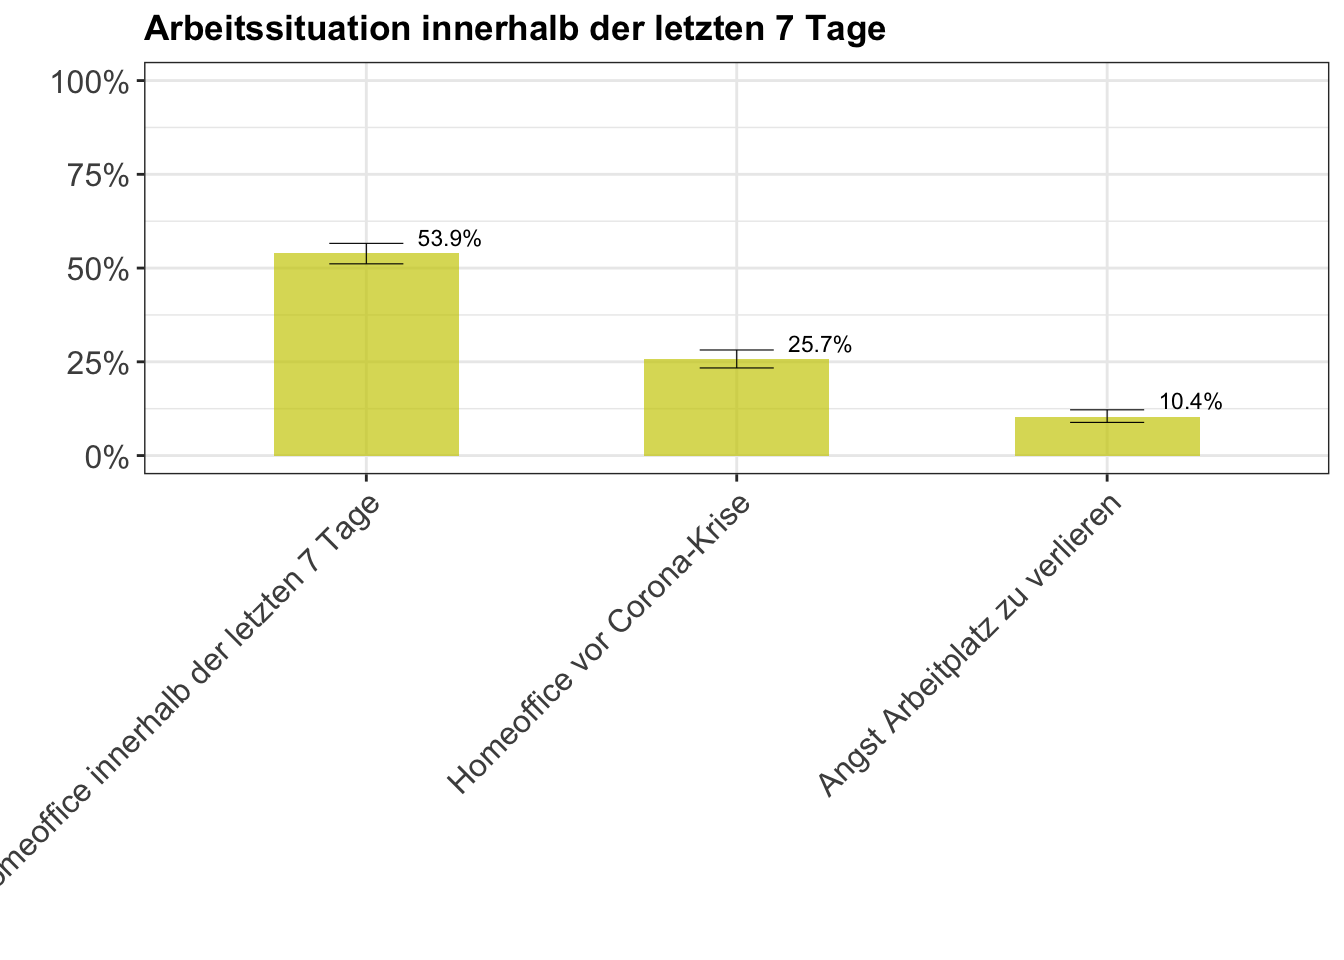 Arbeitssituation innerhalb der letzten 7 Tage
100%
75%
50%
25%
0%
53.9%
25.7%
10.4%
omeoffice innerhalb der letzten 7 Tage
Homeoffice vor Corona-Krise
Angst Arbeitplatz zu verlieren